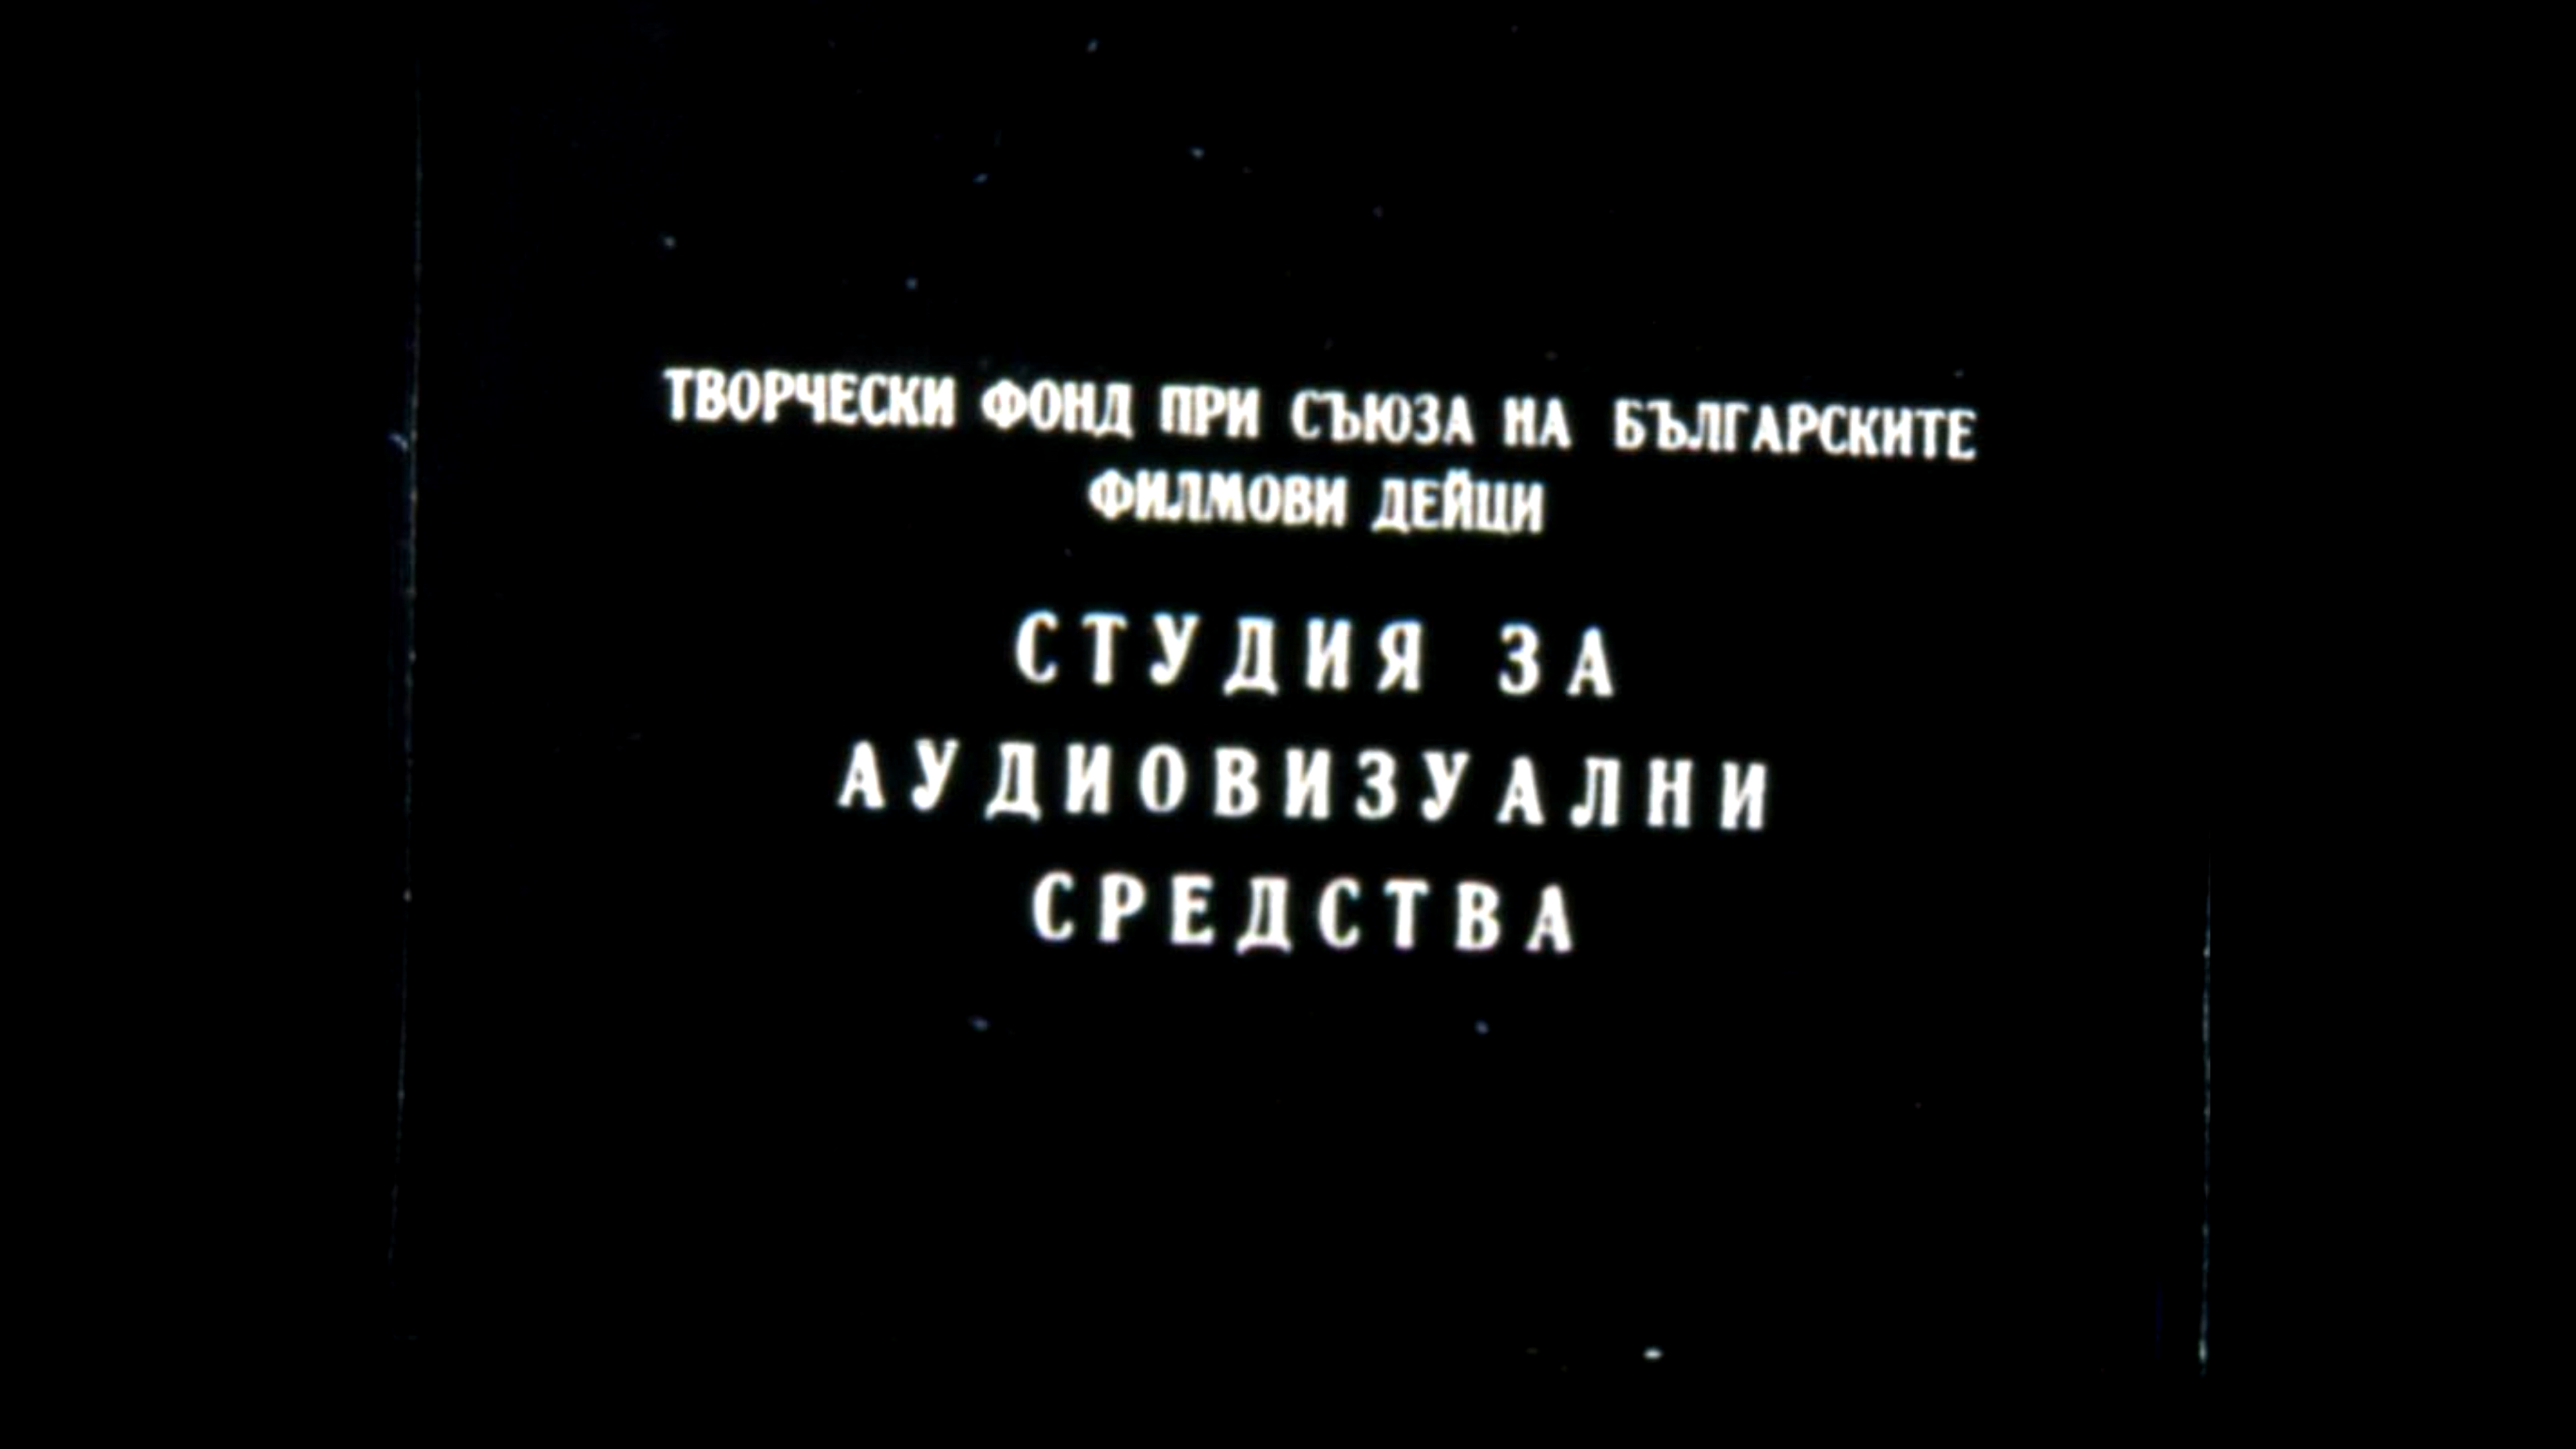 ТВОРЧЕСКИ ФОНД ПРИ СЪЮЗА НА БЪЛГАРСКИТЕ
ФИЛМОВИ ДЕЙЦИ
СТУДИЯ ЗА
АУДИОВИЗУАЛНИ
СРЕДСТВА